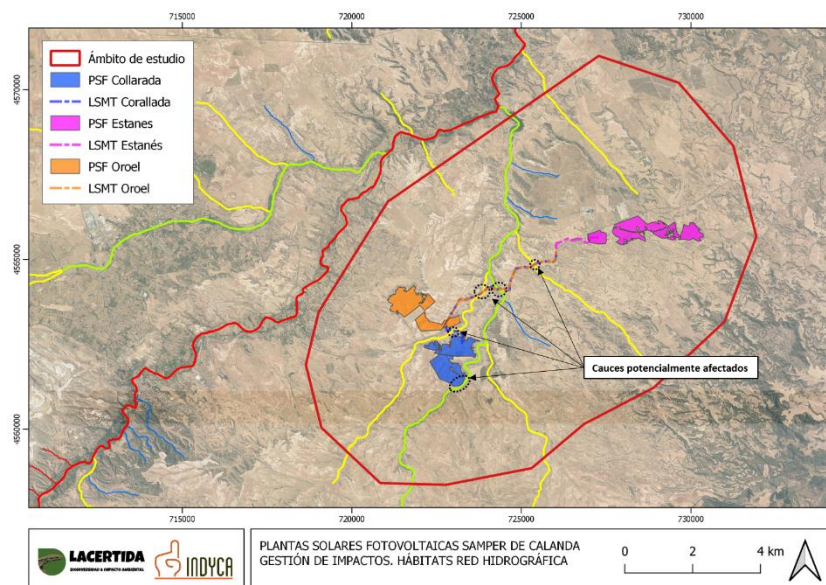 715000 720000 725000 730000
4570000
4565000
4560000
Ámbito de estudio
PSF Collarada
LSMT Corallada
PSF Estanes
LSMT Estanés
PSF Oroel
LSMT Oroel
Cauces potencialmente afectados
715000 720000 725000 730000
LACERTIDA
BIODIVERSIDAD & IMPACTO AMBIENTAL
INDYCA
PLANTAS SOLARES FOTOVOLTAICAS SAMPER DE CALANDA
GESTIÓN DE IMPACTOS. HÁBITATS RED HIDROGRÁFICA
0 2 4 km